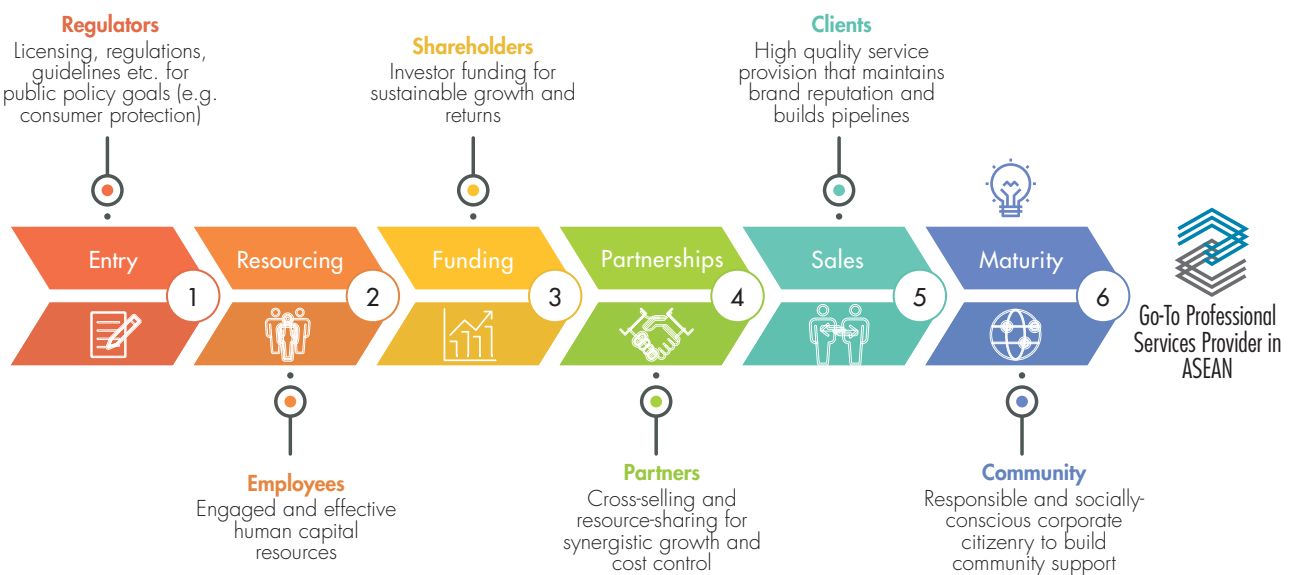 Regulators
Licensing, regulations,
guidelines etc. for
public policy goals (e.g.
consumer protection)
Shareholders
Investor funding for
sustainable growth and
returns
Clients
High quality service
provision that maintains
brand reputation and
builds pipelines
Entry
1
Resourcing
2
Funding
3
Partnerships
4
Sales
5
Maturity
6
Go-To Professional
Services Provider in
ASEAN
Employees
Engaged and effective
human capital
resources
Partners
Cross-selling and
resource-sharing for
synergistic growth and
cost control
Community
Responsible and socially-
conscious corporate
citizenry to build
community support